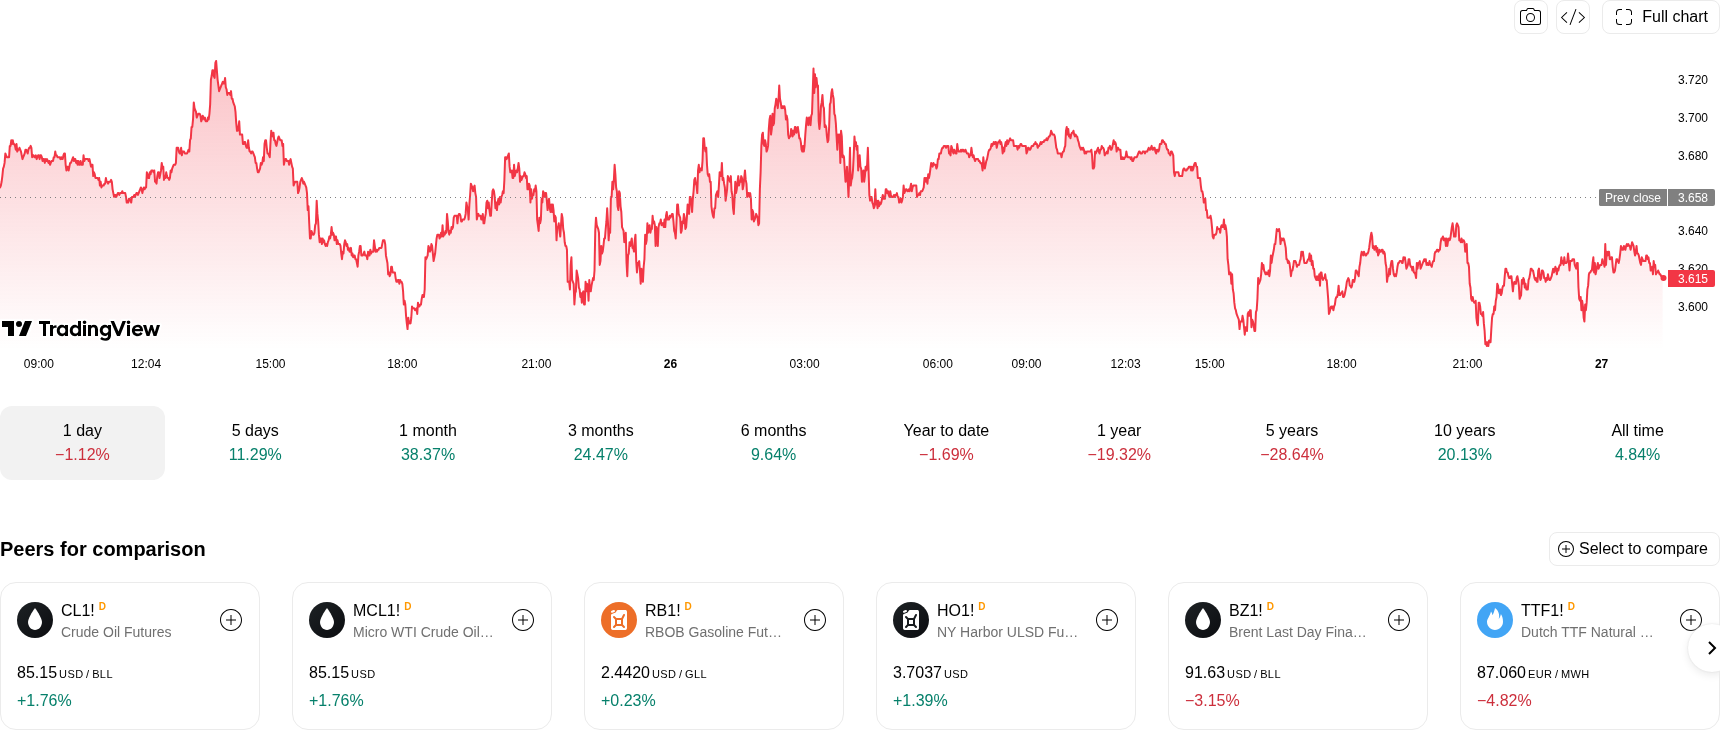 Full chart
3.720
3.700
3.680
Prev close 3.658
3.640
3.620
3.615
3.600
TradingView
09:00 12:04 15:00 18:00 21:00 26 03:00 06:00 09:00 12:03 15:00 18:00 21:00 27
1 day 5 days 1 month 3 months 6 months Year to date 1 year 5 years 10 years All time
−1.12% 11.29% 38.37% 24.47% 9.64% −1.69% −19.32% −28.64% 20.13% 4.84%
Peers for comparison
Select to compare
CL1! D
Crude Oil Futures
85.15 USD / BLL
+1.76%
MCL1! D
Micro WTI Crude Oil…
85.15 USD
+1.76%
RB1! D
RBOB Gasoline Fut…
2.4420 USD / GLL
+0.23%
HO1! D
NY Harbor ULSD Fu…
3.7037 USD
+1.39%
BZ1! D
Brent Last Day Fina…
91.63 USD / BLL
−3.15%
TTF1! D
Dutch TTF Natural …
87.060 EUR / MWH
−4.82%